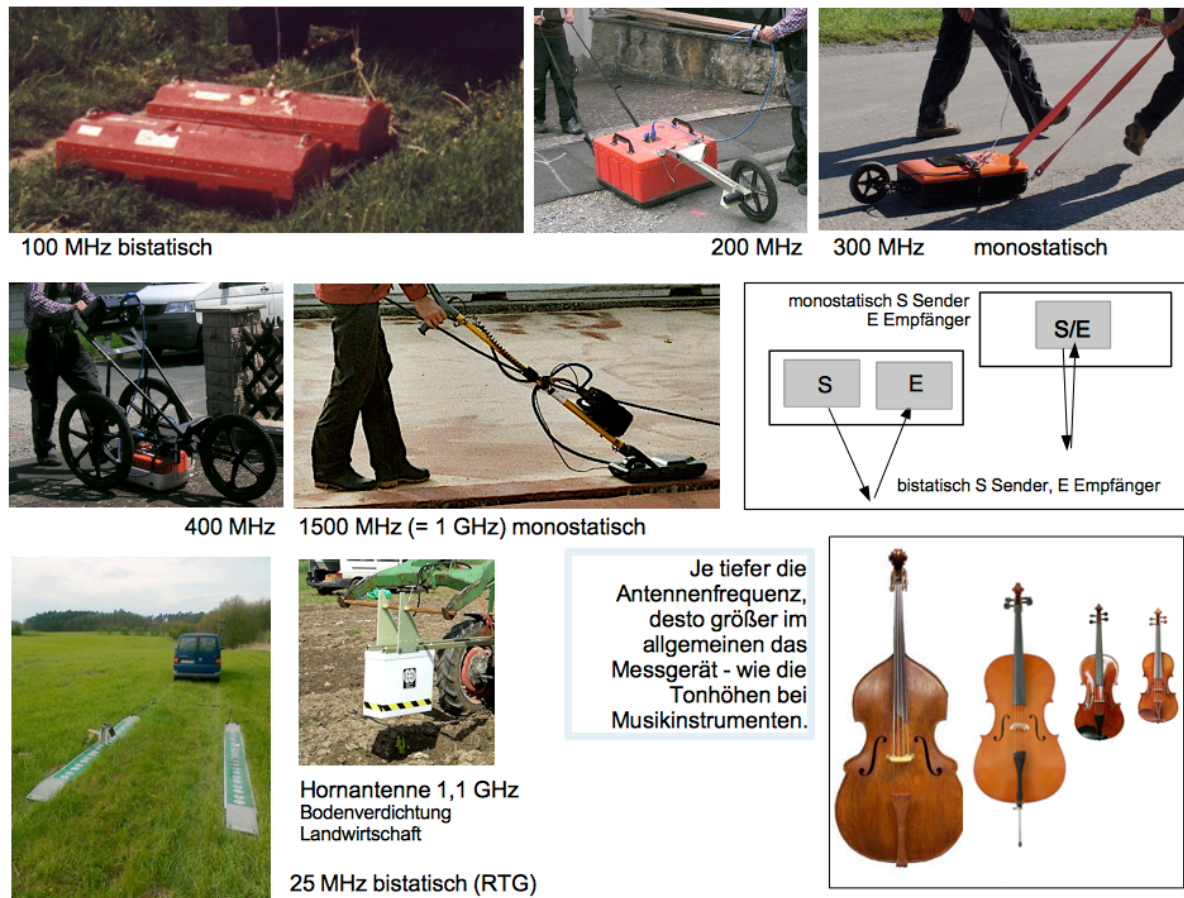 100 MHz bistatisch
200 MHz
300 MHz monostatisch
400 MHz
1500 MHz (= 1 GHz) monostatisch
monostatisch S Sender
E Empfänger
S/E
S
E
bistatisch S Sender, E Empfänger
Hornantenne 1,1 GHz
Bodenverdichtung
Landwirtschaft
25 MHz bistatisch (RTG)
Je tiefer die
Antennenfrequenz,
desto größer im
allgemeinen das
Messgerät - wie die
Tonhöhen bei
Musikinstrumenten.